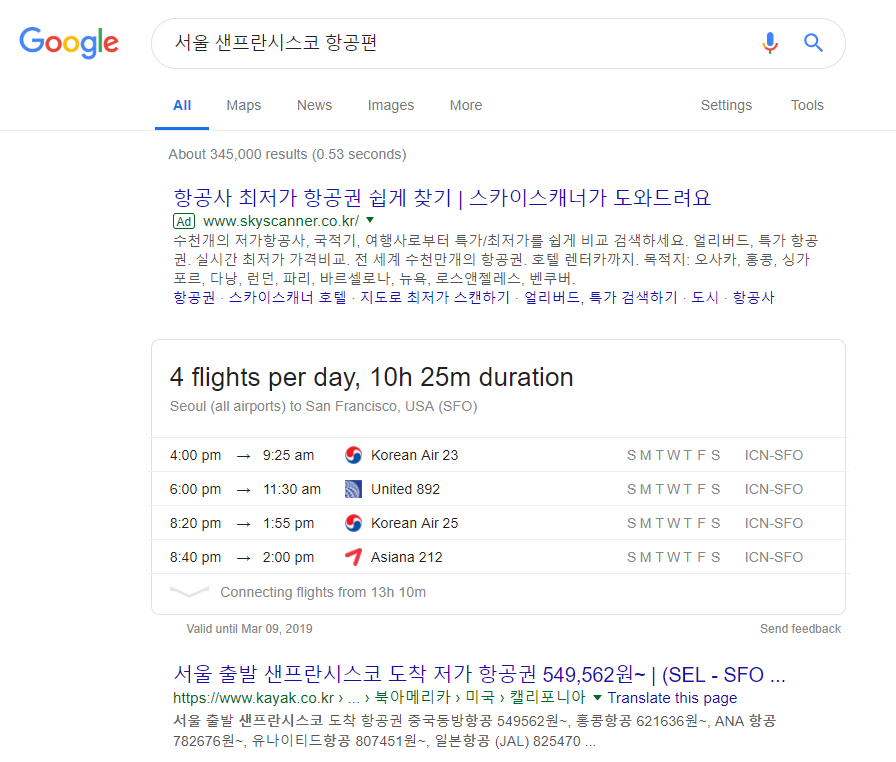 Google
서울 샌프란시스코 항공편
All Maps News Images More Settings Tools
About 345,000 results (0.53 seconds)
항공사 최저가 항공권 쉽게 찾기 | 스카이스캐너가 도와드려요
Ad www.skyscanner.co.kr/
수천개의 저가항공사, 국적기, 여행사로부터 특가/최저가를 쉽게 비교 검색하세요. 얼리버드, 특가 항공
권. 실시간 최저가 가격비교. 전 세계 수천만개의 항공권. 호텔 렌터카까지. 목적지: 오사카, 홍콩, 싱가
포르, 다낭, 런던, 파리, 바르셀로나, 뉴욕, 로스앤젤레스, 벤쿠버.
항공권 · 스카이스캐너 호텔 · 지도로 최저가 스캔하기 · 얼리버드, 특가 검색하기 · 도시 · 항공사
4 flights per day, 10h 25m duration
Seoul (all airports) to San Francisco, USA (SFO)
4:00 pm → 9:25 am Korean Air 23 S M T W T F S ICN-SFO
6:00 pm → 11:30 am United 892 S M T W T F S ICN-SFO
8:20 pm → 1:55 pm Korean Air 25 S M T W T F S ICN-SFO
8:40 pm → 2:00 pm Asiana 212 S M T W T F S ICN-SFO
Connecting flights from 13h 10m
Valid until Mar 09, 2019 Send feedback
서울 출발 샌프란시스코 도착 저가 항공권 549,562원~ | (SEL - SFO ...
https://www.kayak.co.kr › ... › 북아메리카 › 미국 › 캘리포니아 Translate this page
서울 출발 샌프란시스코 도착 항공권 중국동방항공 549562원~, 홍콩항공 621636원~, ANA 항공
782676원~, 유나이티드항공 807451원~, 일본항공 (JAL) 825470 ...